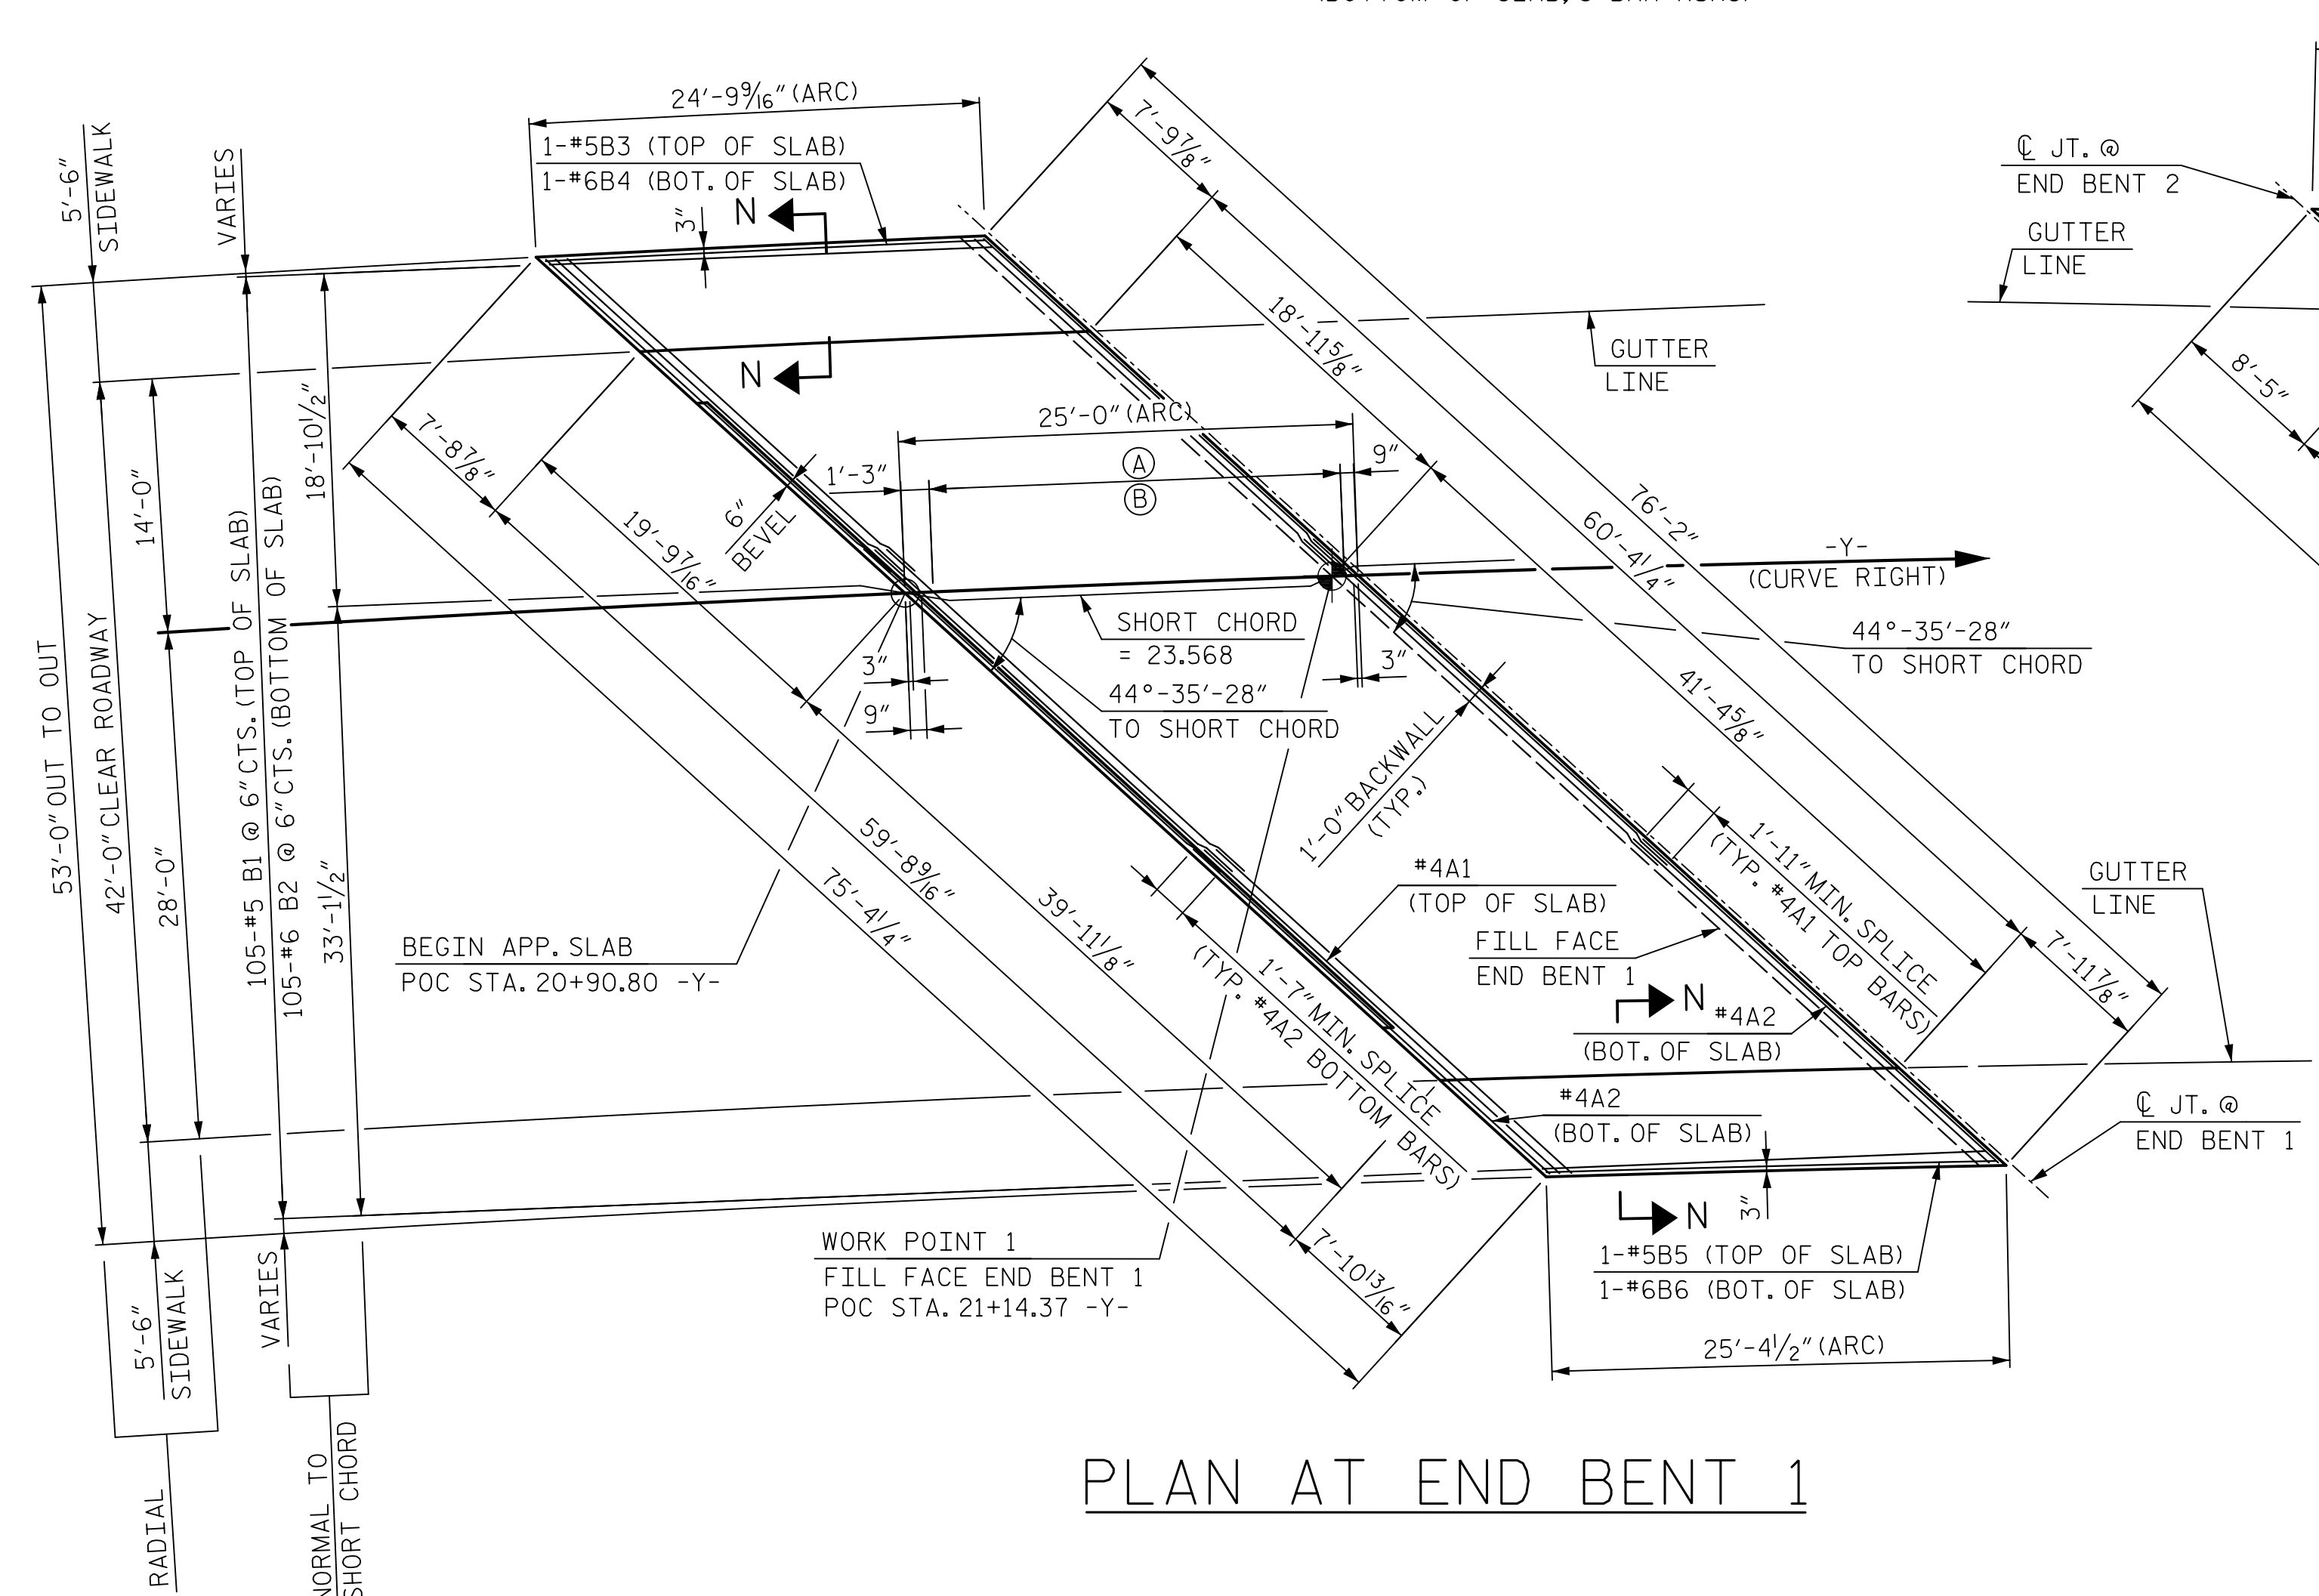 24'-9 9/16" (ARC)
1-#5B3 (TOP OF SLAB)
1-#6B4 (BOT. OF SLAB)
3"
N
N
5'-6"
SIDEWALK
VARIES
7'-9 7/8"
18'-11 5/8"
76'-2"
60'-4 1/4"
41'-4 5/8"
7'-11 7/8"
℄ JT. @
END BENT 2
GUTTER
LINE
8'-5"
GUTTER
LINE
25'-0" (ARC)
A
B
1'-3"
9"
6"
BEVEL
7'-8 7/8"
19'-9 7/16"
59'-8 9/16"
75'-4 1/4"
39'-11 1/8"
7'-10 13/16"
-Y-
(CURVE RIGHT)
SHORT CHORD
= 23.568
44°-35'-28"
TO SHORT CHORD
44°-35'-28"
TO SHORT CHORD
3"
9"
3"
1'-0" BACKWALL
(TYP.)
53'-0" OUT TO OUT
42'-0" CLEAR ROADWAY
14'-0"
28'-0"
105-#5 B1 @ 6" CTS. (TOP OF SLAB)
105-#6 B2 @ 6" CTS. (BOTTOM OF SLAB)
18'-10 1/2"
33'-1 1/2"
BEGIN APP. SLAB
POC STA. 20+90.80 -Y-
#4A1
(TOP OF SLAB)
FILL FACE
END BENT 1
1'-11" MIN. SPLICE
(TYP. #4A1 TOP BARS)
1'-7" MIN. SPLICE
(TYP. #4A2 BOTTOM BARS)
N
#4A2
(BOT. OF SLAB)
#4A2
(BOT. OF SLAB)
GUTTER
LINE
℄ JT. @
END BENT 1
N
3"
1-#5B5 (TOP OF SLAB)
1-#6B6 (BOT. OF SLAB)
25'-4 1/2" (ARC)
WORK POINT 1
FILL FACE END BENT 1
POC STA. 21+14.37 -Y-
5'-6"
SIDEWALK
VARIES
RADIAL
NORMAL TO
SHORT CHORD
PLAN AT END BENT 1